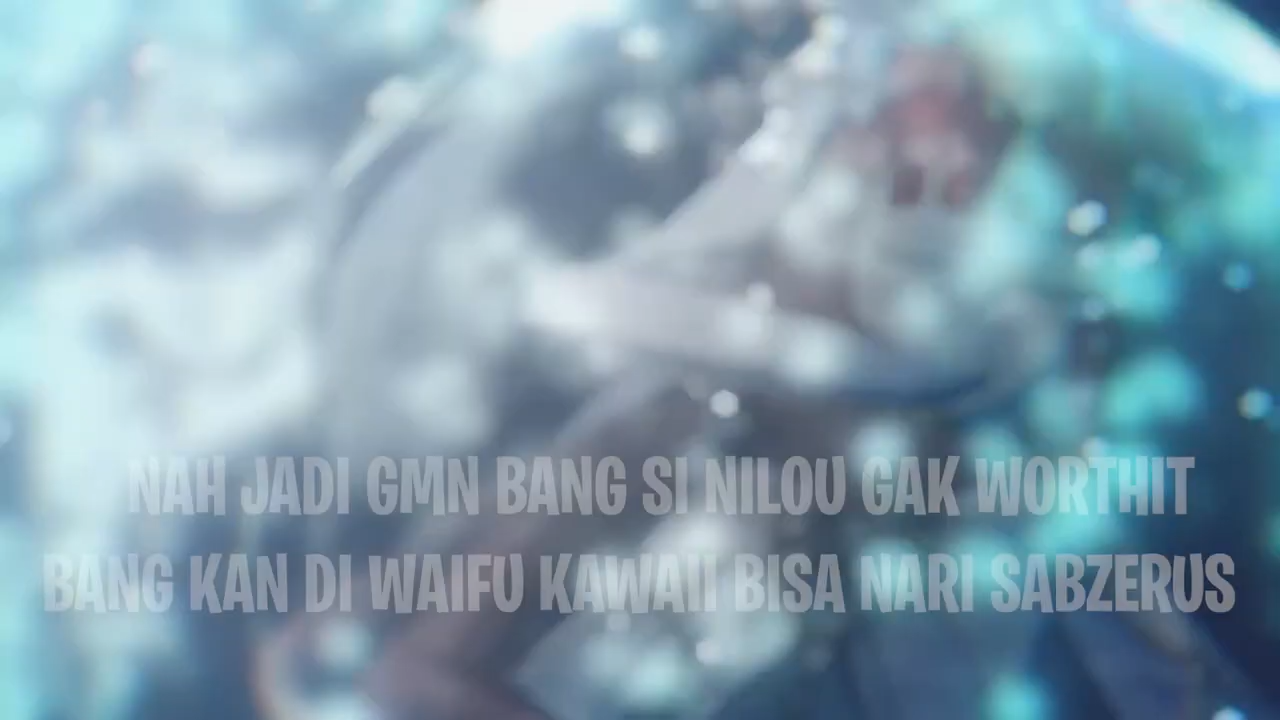 NAH JADI GMN BANG SI NILOU GAK WORTHIT
BANG KAN DI WAIFU KAWAII BISA NARI SABZERUS